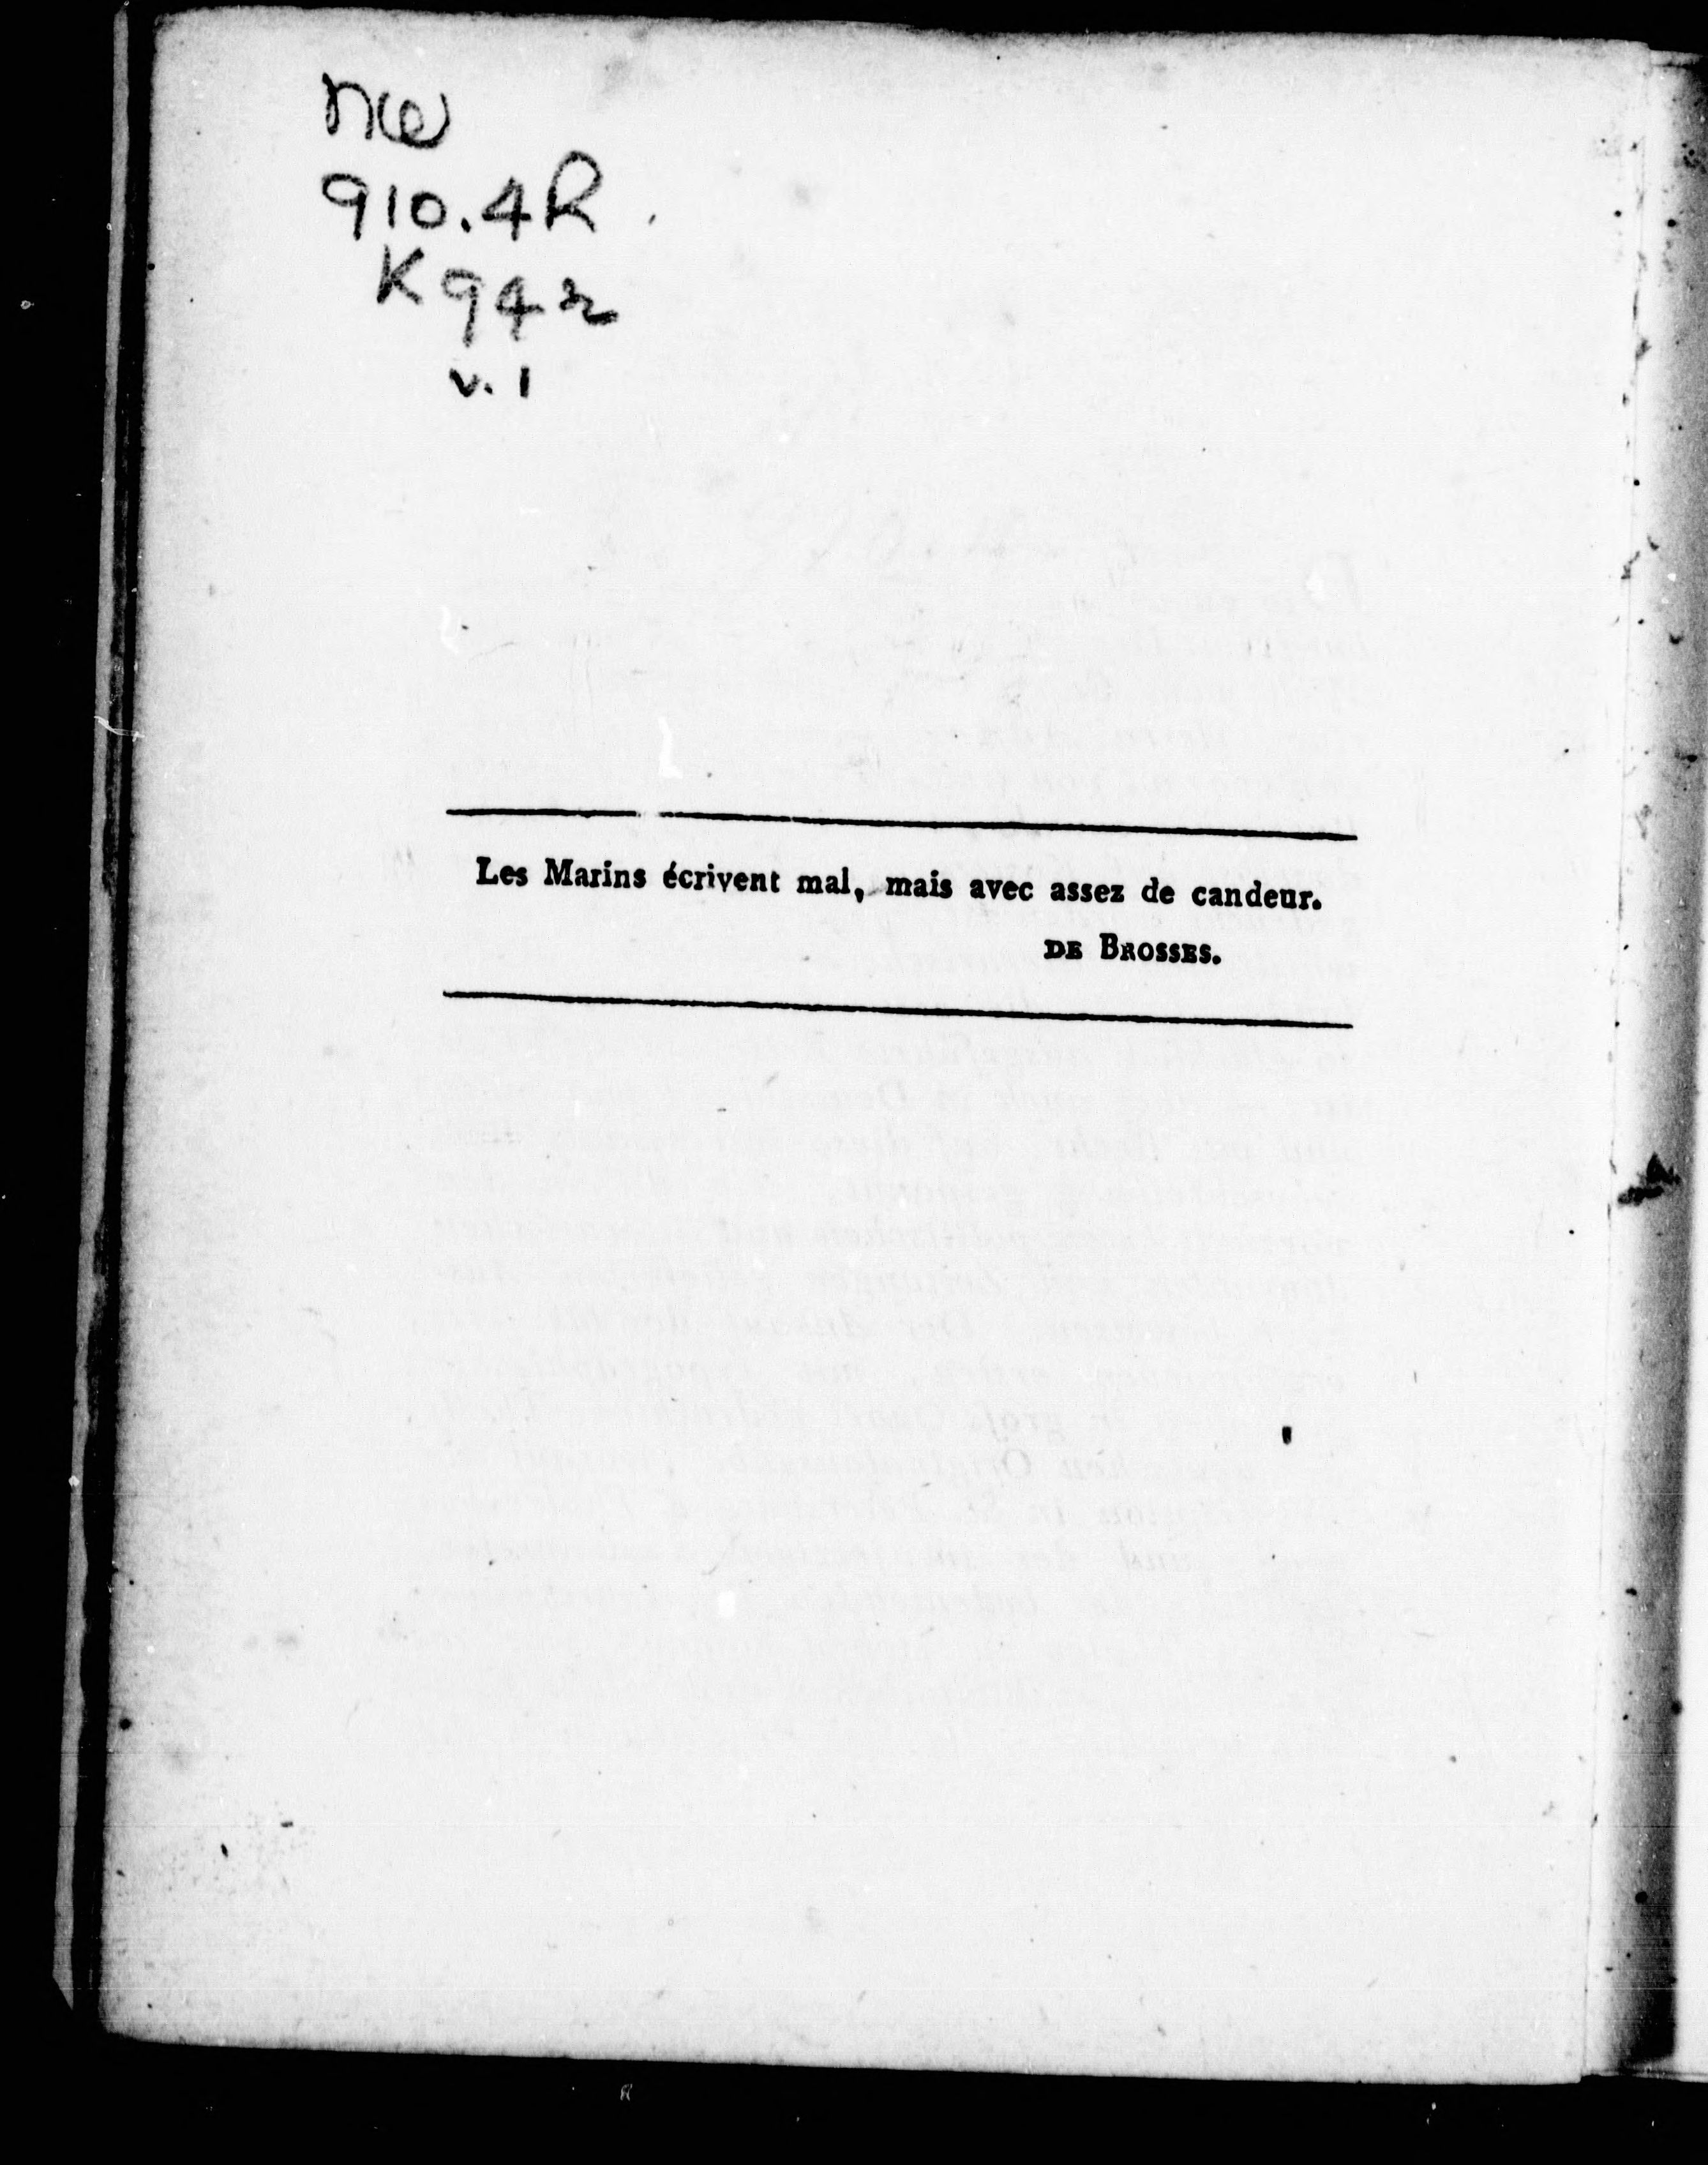 NW
910.4R
K94r
v. 1
Les Marins écrivent mal, mais avec assez de candeur.
DE BROSSES.